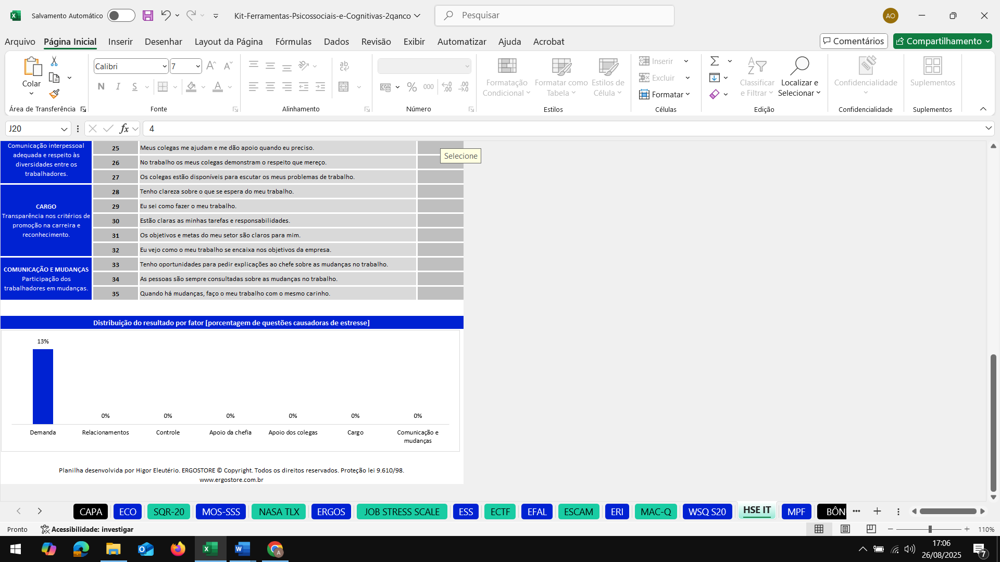 Salvamento Automático
Kit-Ferramentas-Psicossociais-e-Cognitivas-2qanco
Pesquisar
AO
Arquivo
Página Inicial
Inserir
Desenhar
Layout da Página
Fórmulas
Dados
Revisão
Exibir
Automatizar
Ajuda
Acrobat
Comentários
Compartilhamento
Colar
Área de Transferência
Calibri
7
N
I
S
Fonte
Alinhamento
ab
%
000
Número
Formatação Condicional
Formatar como Tabela
Estilos de Célula
Estilos
Inserir
Excluir
Formatar
Células
Classificar e Filtrar
Localizar e Selecionar
Edição
Confidencialidade
Confidencialidade
Suplementos
Suplementos
J20
fx
4
Comunicação interpessoal
adequada e respeito às
diversidades entre os
trabalhadores.
25 Meus colegas me ajudam e me dão apoio quando eu preciso.
Selecione
26 No trabalho os meus colegas demonstram o respeito que mereço.
27 Os colegas estão disponíveis para escutar os meus problemas de trabalho.
CARGO
Transparência nos critérios de
promoção na carreira e
reconhecimento.
28 Tenho clareza sobre o que se espera do meu trabalho.
29 Eu sei como fazer o meu trabalho.
30 Estão claras as minhas tarefas e responsabilidades.
31 Os objetivos e metas do meu setor são claros para mim.
32 Eu vejo como o meu trabalho se encaixa nos objetivos da empresa.
COMUNICAÇÃO E MUDANÇAS
Participação dos
trabalhadores em mudanças.
33 Tenho oportunidades para pedir explicações ao chefe sobre as mudanças no trabalho.
34 As pessoas são sempre consultadas sobre as mudanças no trabalho.
35 Quando há mudanças, faço o meu trabalho com o mesmo carinho.
Distribuição do resultado por fator [porcentagem de questões causadoras de estresse]
13%
0% 0% 0% 0% 0% 0%
Demanda Relacionamentos Controle Apoio da chefia Apoio dos colegas Cargo Comunicação e
mudanças
Planilha desenvolvida por Higor Eleutério. ERGOSTORE © Copyright. Todos os direitos reservados. Proteção lei 9.610/98.
www.ergostore.com.br
CAPA
ECO
SQR-20
MOS-SSS
NASA TLX
ERGOS
JOB STRESS SCALE
ESS
ECTF
EFAL
ESCAM
ERI
MAC-Q
WSQ S20
HSE IT
MPF
BÔN
Pronto
Acessibilidade: investigar
110%
17:06
26/08/2025
7